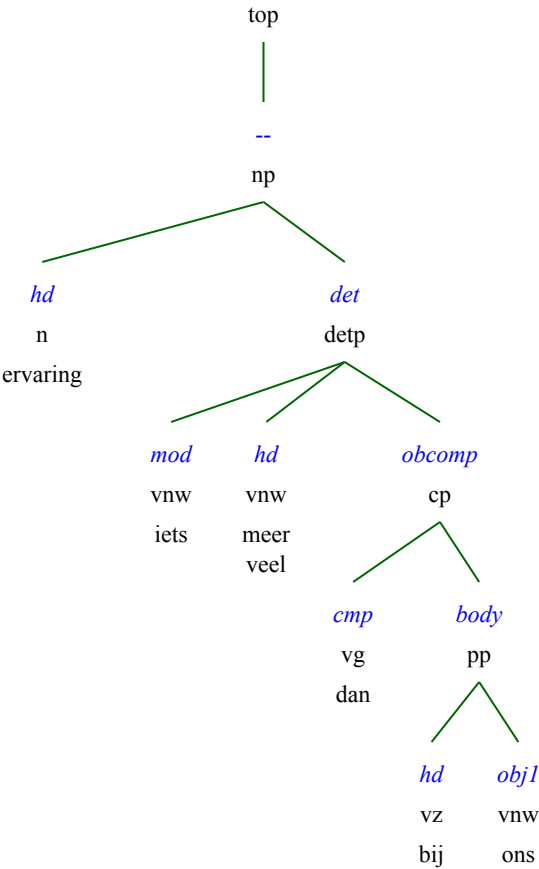 top
--
np
hd det
n detp
ervaring
mod hd obcomp
vnw vnw cp
iets meer
veel
cmp body
vg pp
dan
hd obj1
vz vnw
bij ons